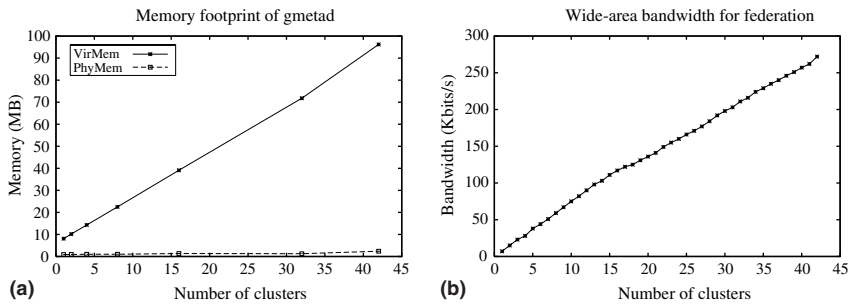 Memory footprint of gmetad
VirMem
PhyMem
100
90
80
70
60
50
40
30
20
10
0
Memory (MB)
0 5 10 15 20 25 30 35 40 45
Number of clusters
(a)
Wide-area bandwidth for federation
300
250
200
150
100
50
0
Bandwidth (Kbits/s)
0 5 10 15 20 25 30 35 40 45
Number of clusters
(b)